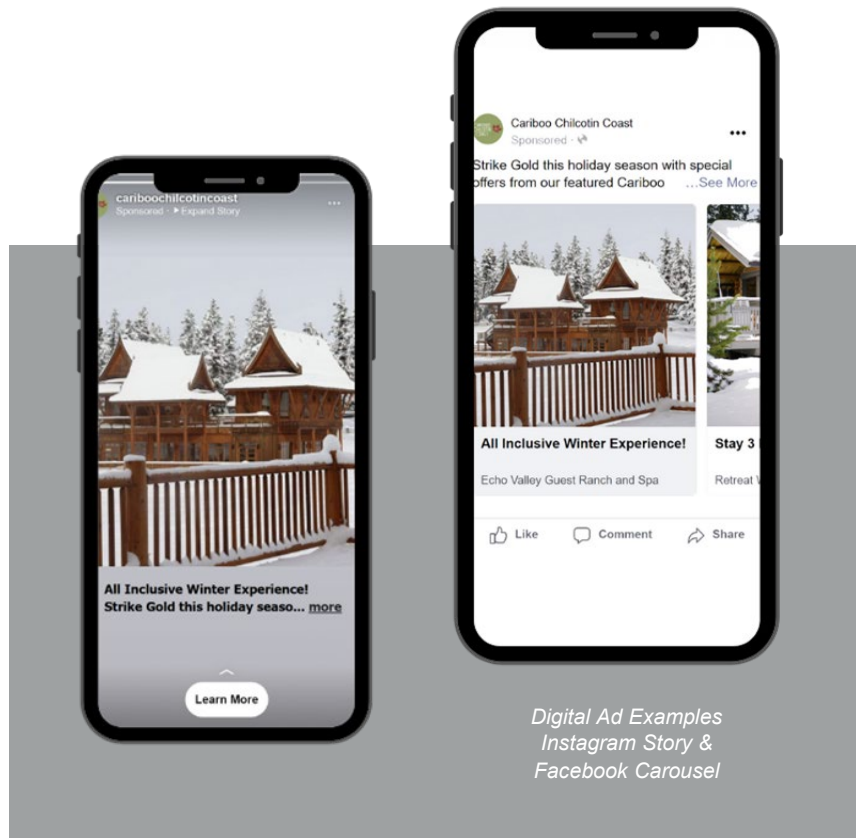 cariboochilcotincoast
Sponsored · Expand Story
All Inclusive Winter Experience!
Strike Gold this holiday seaso... more
Learn More
Cariboo Chilcotin Coast
Sponsored ·
Strike Gold this holiday season with special
offers from our featured Cariboo ...See More
All Inclusive Winter Experience!
Echo Valley Guest Ranch and Spa
Stay 3
Retreat
Like Comment Share
Digital Ad Examples
Instagram Story &
Facebook Carousel